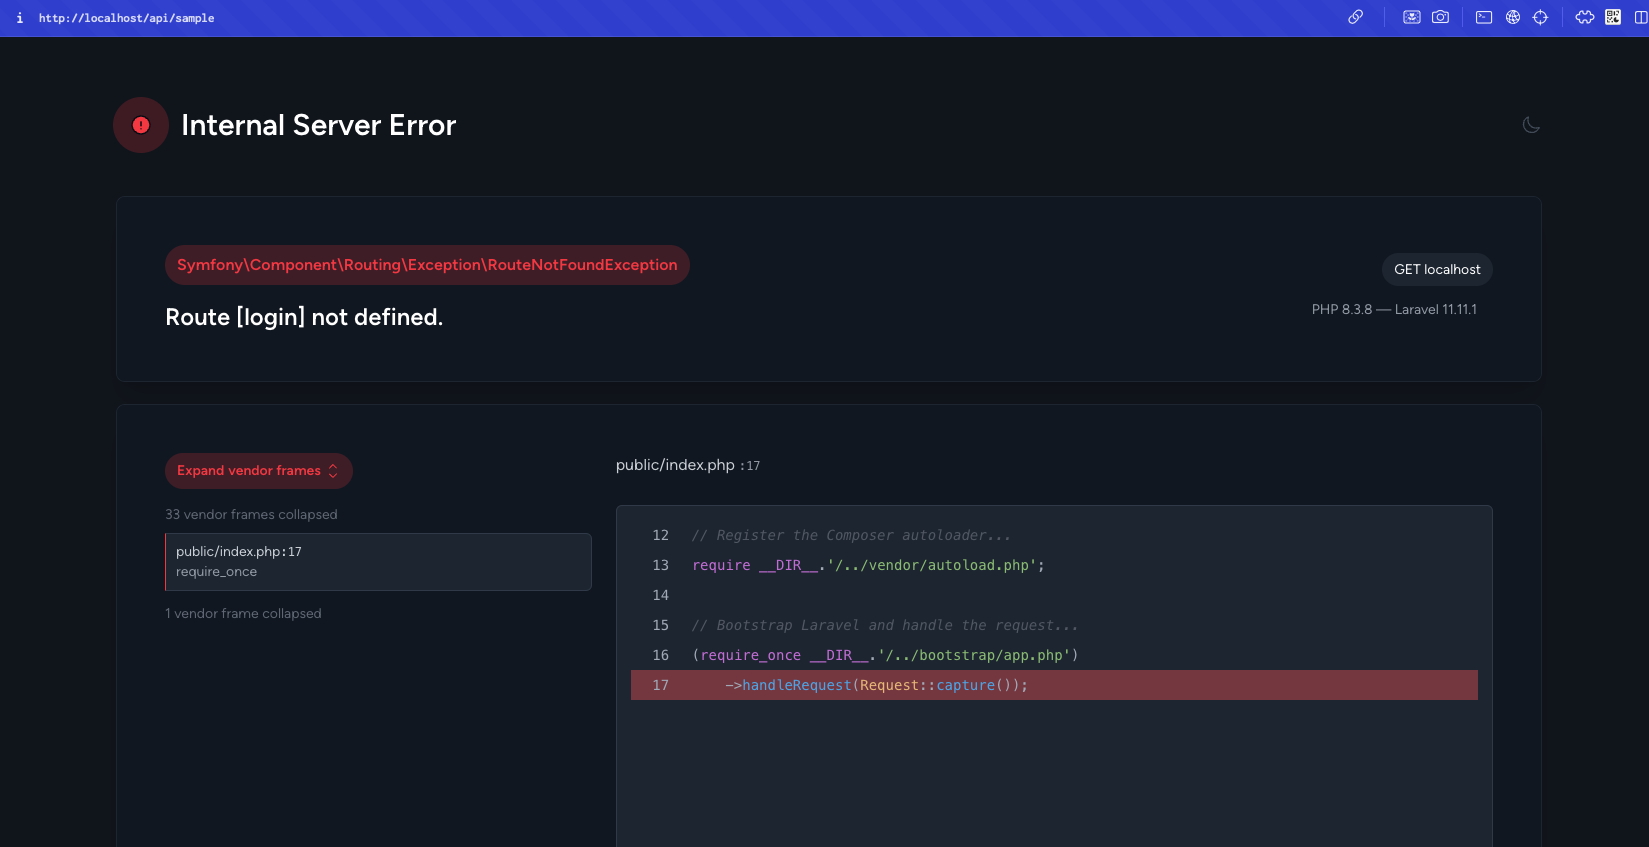 i http://localhost/api/sample
Internal Server Error
Symfony\Component\Routing\Exception\RouteNotFoundException
GET localhost
Route [login] not defined.
PHP 8.3.8 — Laravel 11.11.1
Expand vendor frames
33 vendor frames collapsed
public/index.php:17
require_once
1 vendor frame collapsed
public/index.php :17
12 // Register the Composer autoloader...
13 require __DIR__.'/../vendor/autoload.php';
14
15 // Bootstrap Laravel and handle the request...
16 (require_once __DIR__.'/../bootstrap/app.php')
17     ->handleRequest(Request::capture());